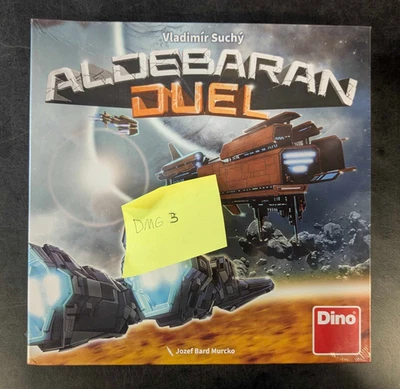 Vladimír Suchý
ALDEBARAN
DUEL
DMG 3
Dino
Jozef Bard Murcko